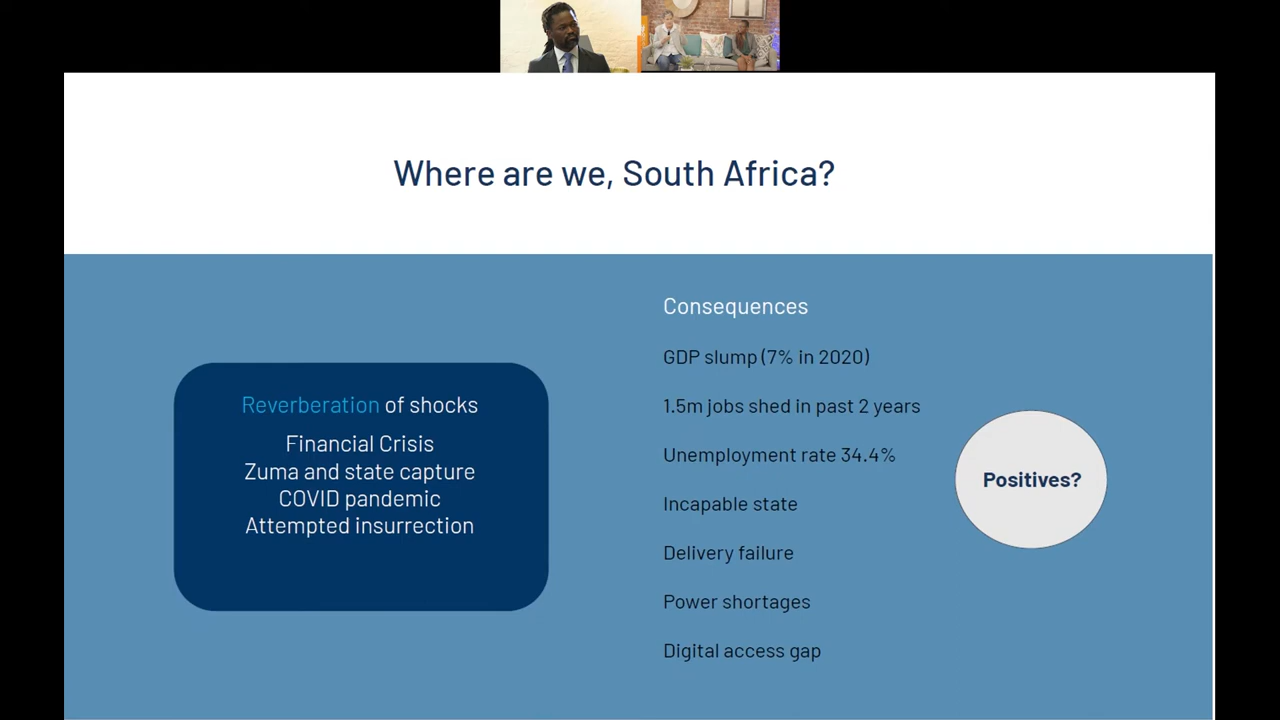 Where are we, South Africa?
Reverberation of shocks
Financial Crisis
Zuma and state capture
COVID pandemic
Attempted insurrection
Consequences
GDP slump (7% in 2020)
1.5m jobs shed in past 2 years
Unemployment rate 34.4%
Incapable state
Delivery failure
Power shortages
Digital access gap
Positives?